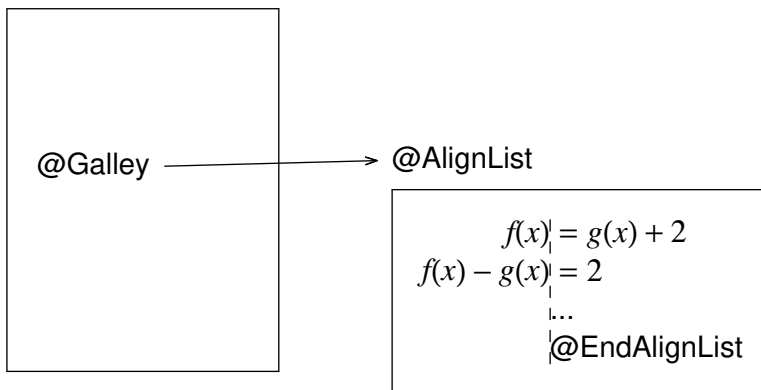 @Galley
@AlignList
f(x) = g(x) + 2
f(x) − g(x) = 2
...
@EndAlignList